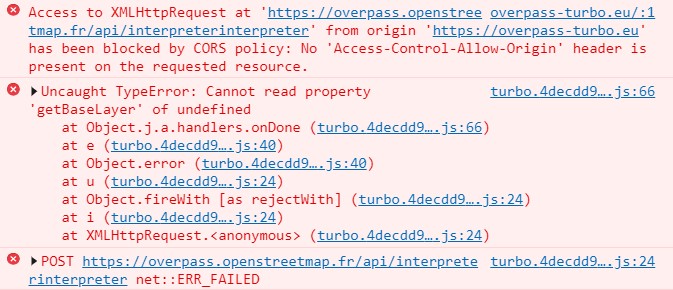 Access to XMLHttpRequest at 'https://overpass.openstree overpass-turbo.eu/:1
tmap.fr/api/interpreterinterpreter' from origin 'https://overpass-turbo.eu'
has been blocked by CORS policy: No 'Access-Control-Allow-Origin' header is
present on the requested resource.
Uncaught TypeError: Cannot read property turbo.4decdd9….js:66
'getBaseLayer' of undefined
at Object.j.a.handlers.onDone (turbo.4decdd9….js:66)
at e (turbo.4decdd9….js:40)
at Object.error (turbo.4decdd9….js:40)
at u (turbo.4decdd9….js:24)
at Object.fireWith [as rejectWith] (turbo.4decdd9….js:24)
at i (turbo.4decdd9….js:24)
at XMLHttpRequest.<anonymous> (turbo.4decdd9….js:24)
POST https://overpass.openstreetmap.fr/api/interprete turbo.4decdd9….js:24
rinterpreter net::ERR_FAILED